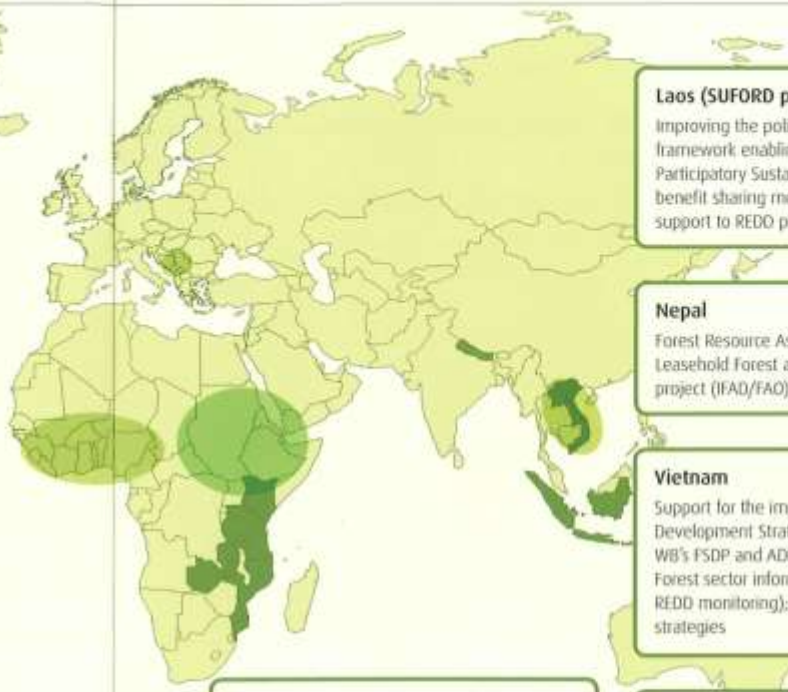 Laos (SUFORD p
Improving the poli
framework enablin
Participatory Susta
benefit sharing me
support to REDD p
Nepal
Forest Resource As
Leasehold Forest a
project (IFAD/FAO)
Vietnam
Support for the im
Development Strat
WB's FSDP and AD
Forest sector infor
REDD monitoring);
strategies